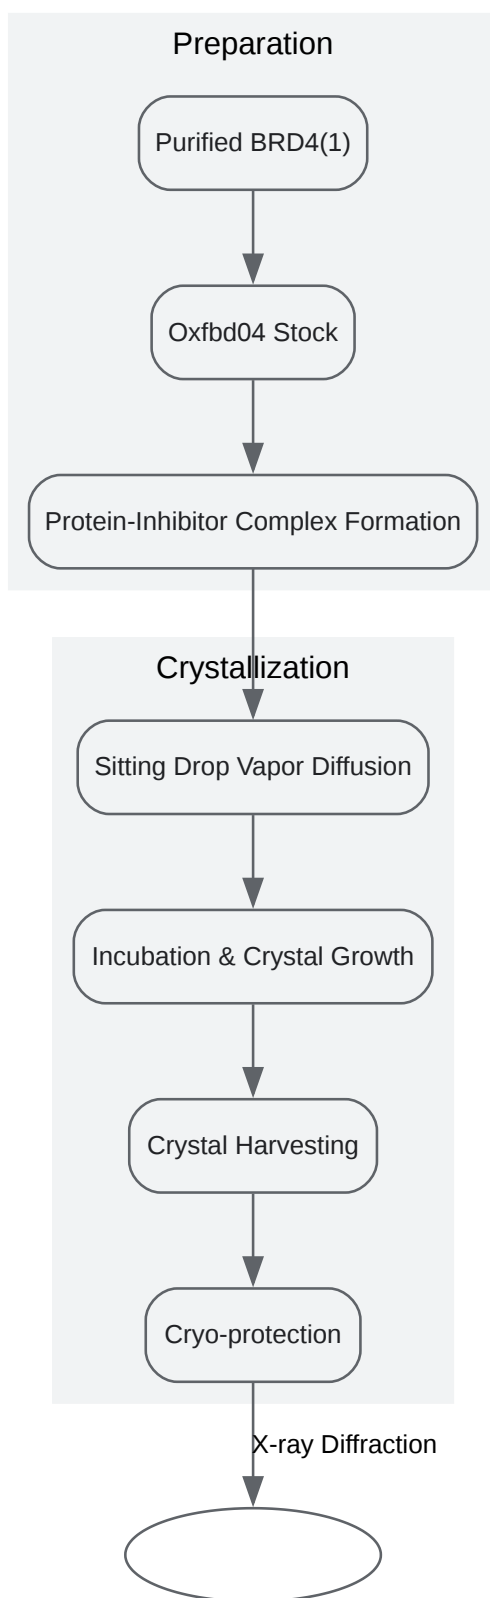 Preparation
Purified BRD4(1)
Oxfbd04 Stock
Protein-Inhibitor Complex Formation
Crystallization
Sitting Drop Vapor Diffusion
Incubation & Crystal Growth
Crystal Harvesting
Cryo-protection
X-ray Diffraction